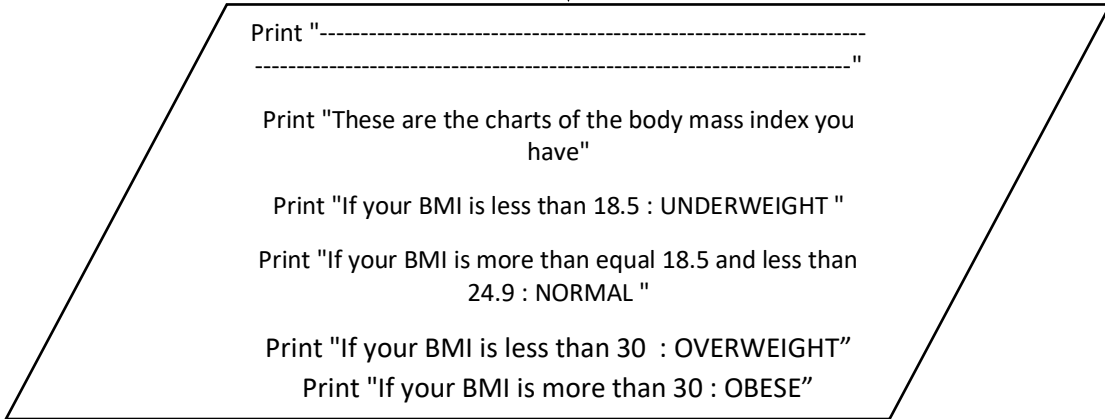 Print "--------------------------------------------------------------------
--------------------------------------------------------------------------"
Print "These are the charts of the body mass index you
have"
Print "If your BMI is less than 18.5 : UNDERWEIGHT "
Print "If your BMI is more than equal 18.5 and less than
24.9 : NORMAL "
Print "If your BMI is less than 30  : OVERWEIGHT”
Print "If your BMI is more than 30 : OBESE”